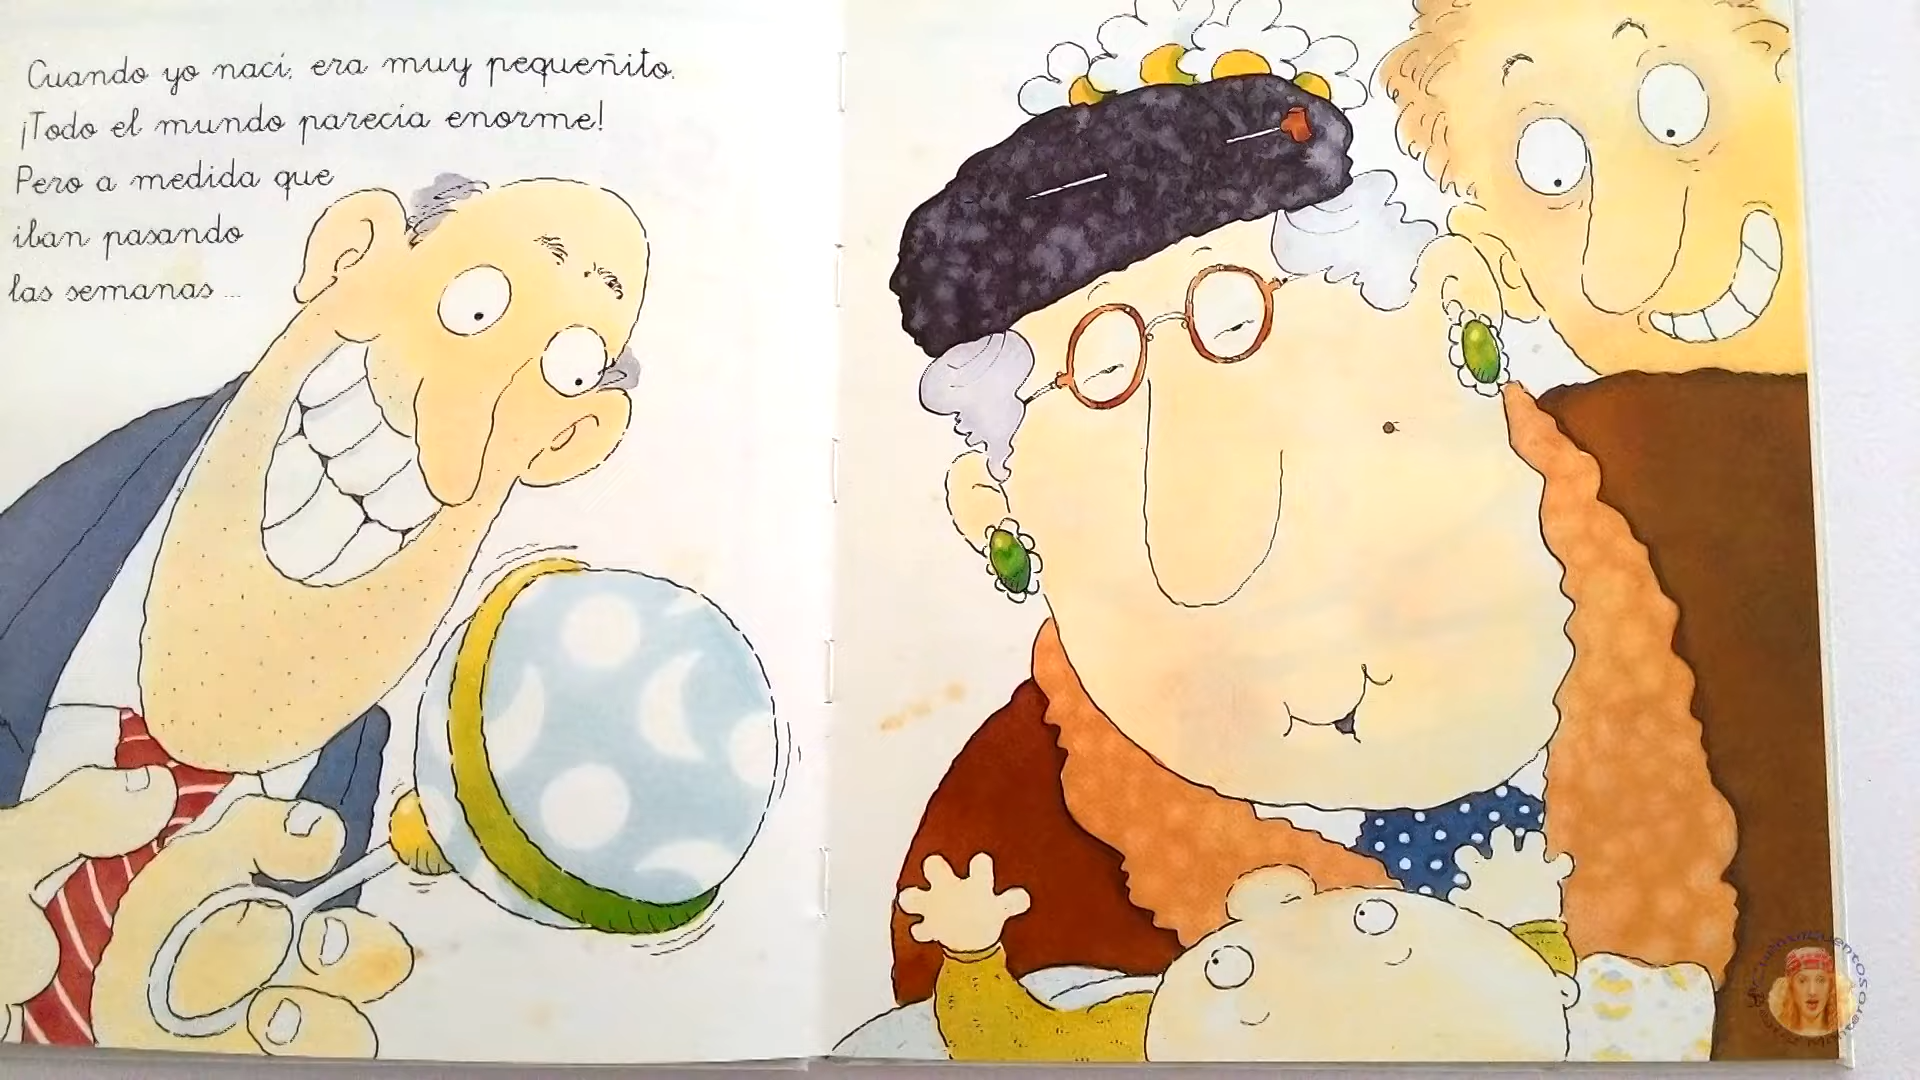 Cuando yo nací, era muy pequeñito.
¡Todo el mundo parecía enorme!
Pero a medida que
iban pasando
las semanas ...